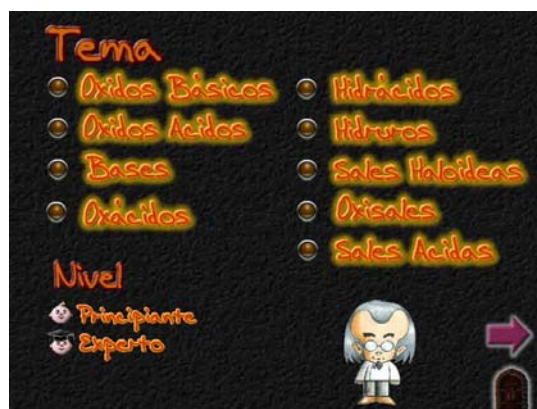 Tema
Oxidos Básicos
Oxidos Acidos
Bases
Oxácidos
Hidrácidos
Hidruros
Sales Haloideas
Oxisales
Sales Acidas
Nivel
Principiante
Experto